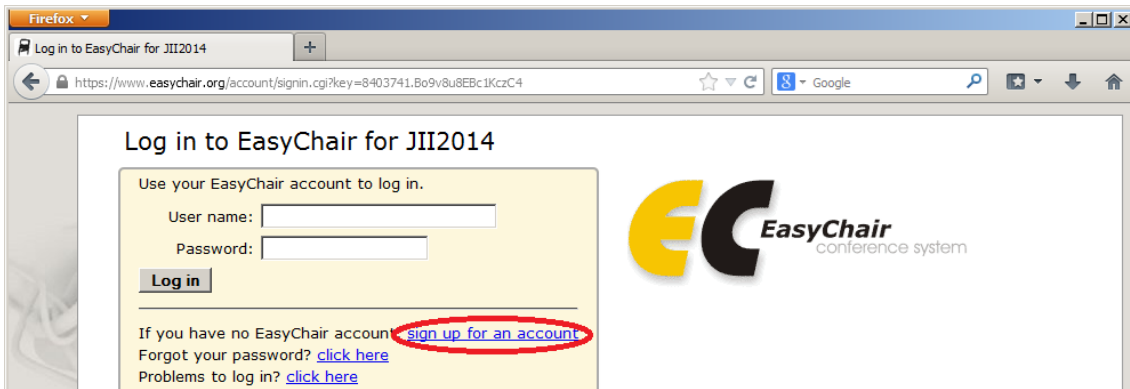 Firefox
Log in to EasyChair for JII2014
https://www.easychair.org/account/signin.cgi?key=8403741.Bo9v8u8EBc1KczC4
Google
Log in to EasyChair for JII2014
Use your EasyChair account to log in.
User name:
Password:
Log in
EC EasyChair
conference system
If you have no EasyChair account, sign up for an account
Forgot your password? click here
Problems to log in? click here